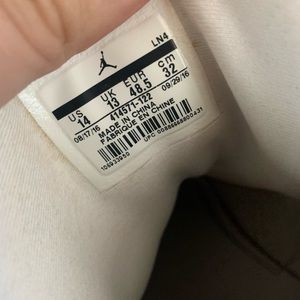 LN4
US UK EUR cm
14 13 48.5 32
08/17/16 09/29/16
414571-122
MADE IN CHINA
FABRIQUÉ EN CHINE